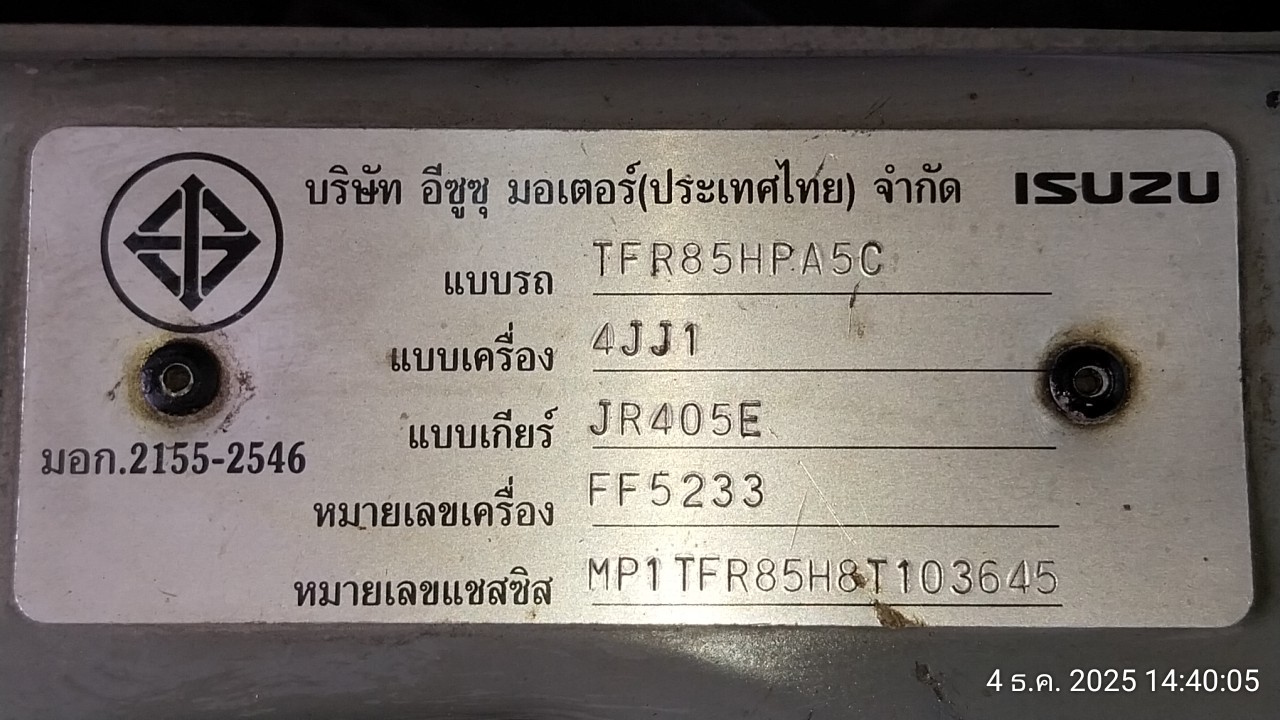 บริษัท อีซูซุ มอเตอร์(ประเทศไทย) จำกัด ISUZU
แบบรถ TFR85HPA5C
แบบเครื่อง 4JJ1
แบบเกียร์ JR405E
มอก.2155-2546
หมายเลขเครื่อง FF5233
หมายเลขแชสซิส MP1TFR85H8T103645
4 ธ.ค. 2025 14:40:05